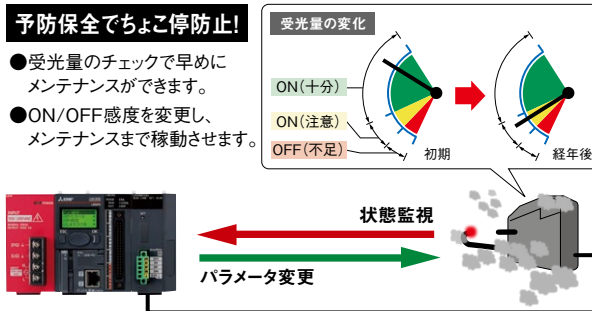 予防保全でちょこ停防止!
●受光量のチェックで早めに
メンテナンスができます。
●ON/OFF感度を変更し、
メンテナンスまで稼動させます。
受光量の変化
ON(十分)
ON(注意)
OFF(不足)
初期
経年後
状態監視
パラメータ変更